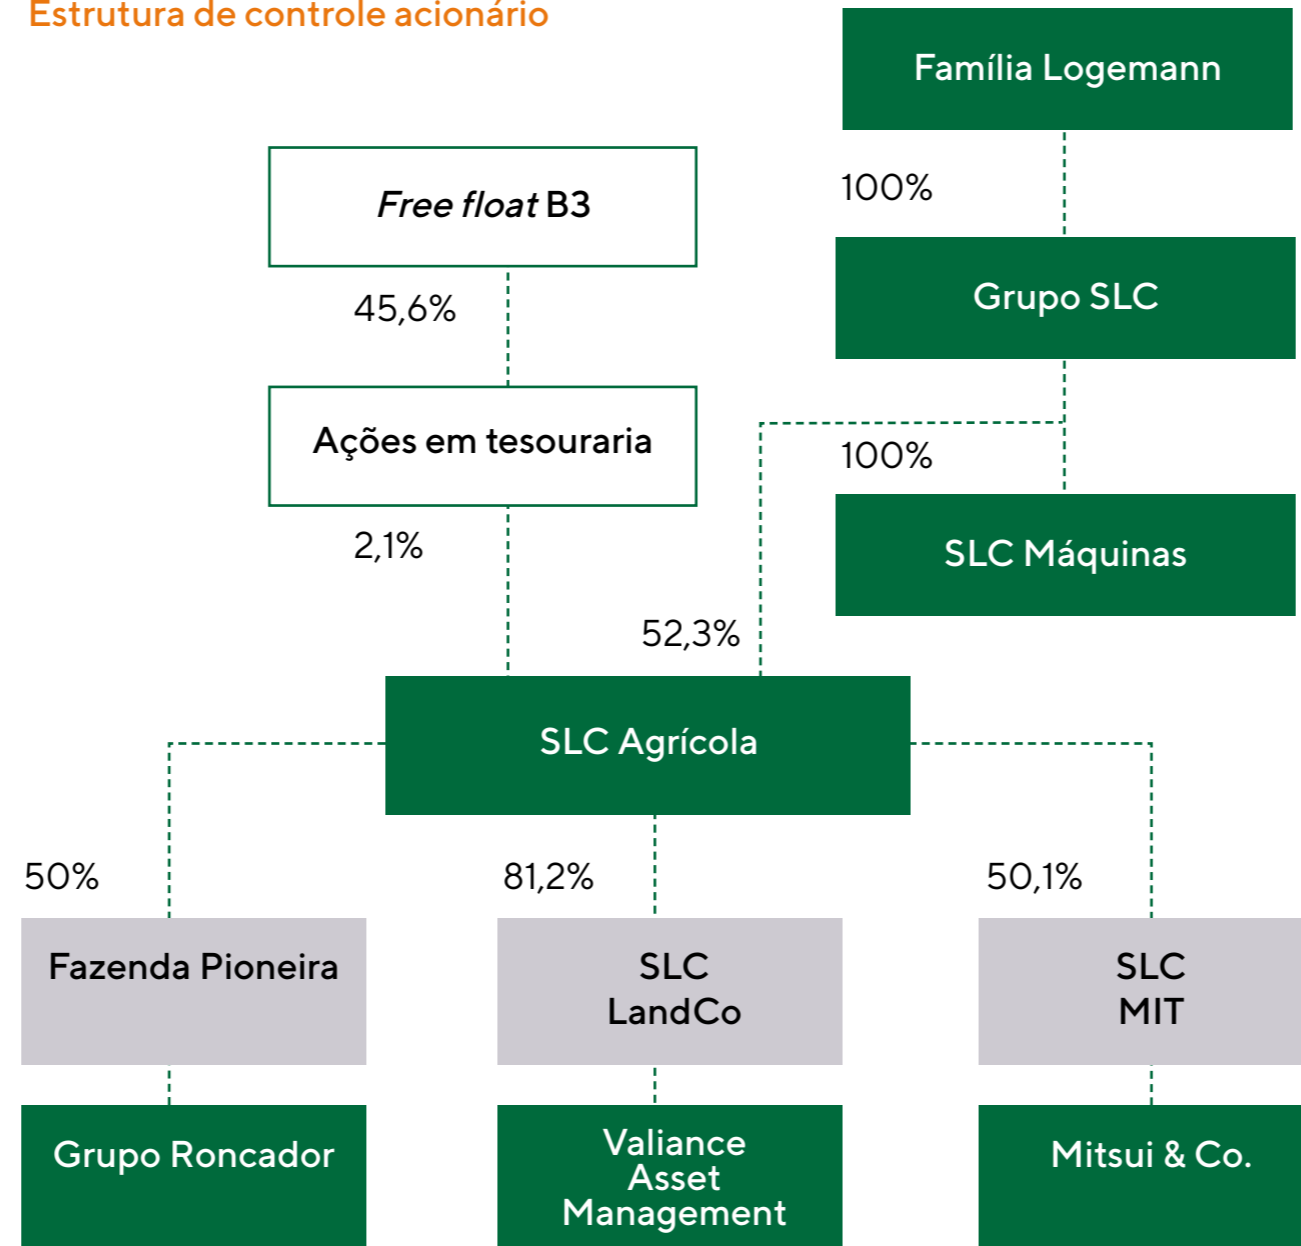 Estrutura de controle acionário
Família Logemann
100%
Free float B3
45,6%
Grupo SLC
Ações em tesouraria
100%
2,1%
SLC Máquinas
52,3%
SLC Agrícola
50%
81,2%
50,1%
Fazenda Pioneira
SLC
LandCo
SLC
MIT
Grupo Roncador
Valiance
Asset
Management
Mitsui & Co.